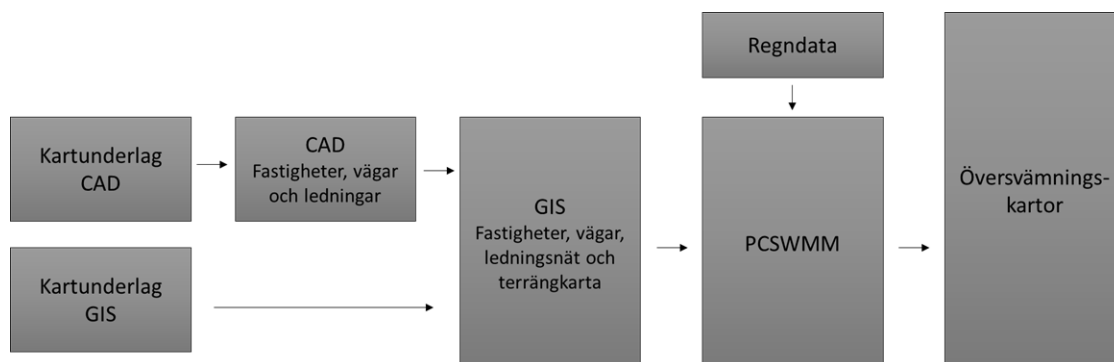 Kartunderlag
CAD
CAD
Fastigheter, vägar
och ledningar
Kartunderlag
GIS
GIS
Fastigheter, vägar,
ledningsnät och
terrängkarta
Regndata
PCSWMM
Översvämnings-
kartor